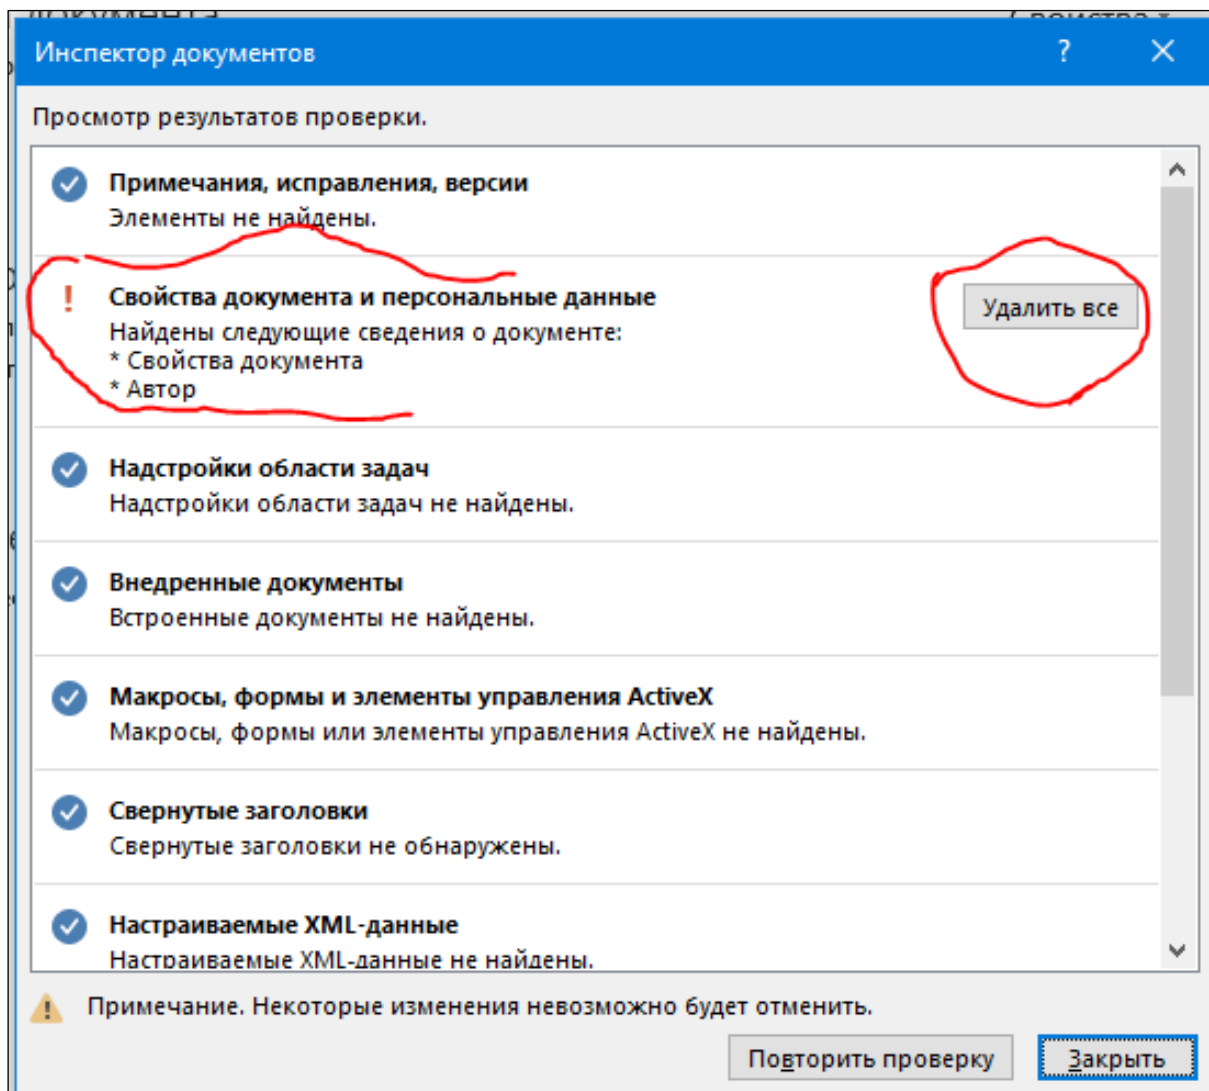 Инспектор документов
?
Просмотр результатов проверки.
Примечания, исправления, версии
Элементы не найдены.
!
Свойства документа и персональные данные
Удалить все
Найдены следующие сведения о документе:
* Свойства документа
* Автор
Надстройки области задач
Надстройки области задач не найдены.
Внедренные документы
Встроенные документы не найдены.
Макросы, формы и элементы управления ActiveX
Макросы, формы или элементы управления ActiveX не найдены.
Свернутые заголовки
Свернутые заголовки не обнаружены.
Настраиваемые XML-данные
Настраиваемые XML-данные не найдены.
Примечание. Некоторые изменения невозможно будет отменить.
Повторить проверку
Закрыть